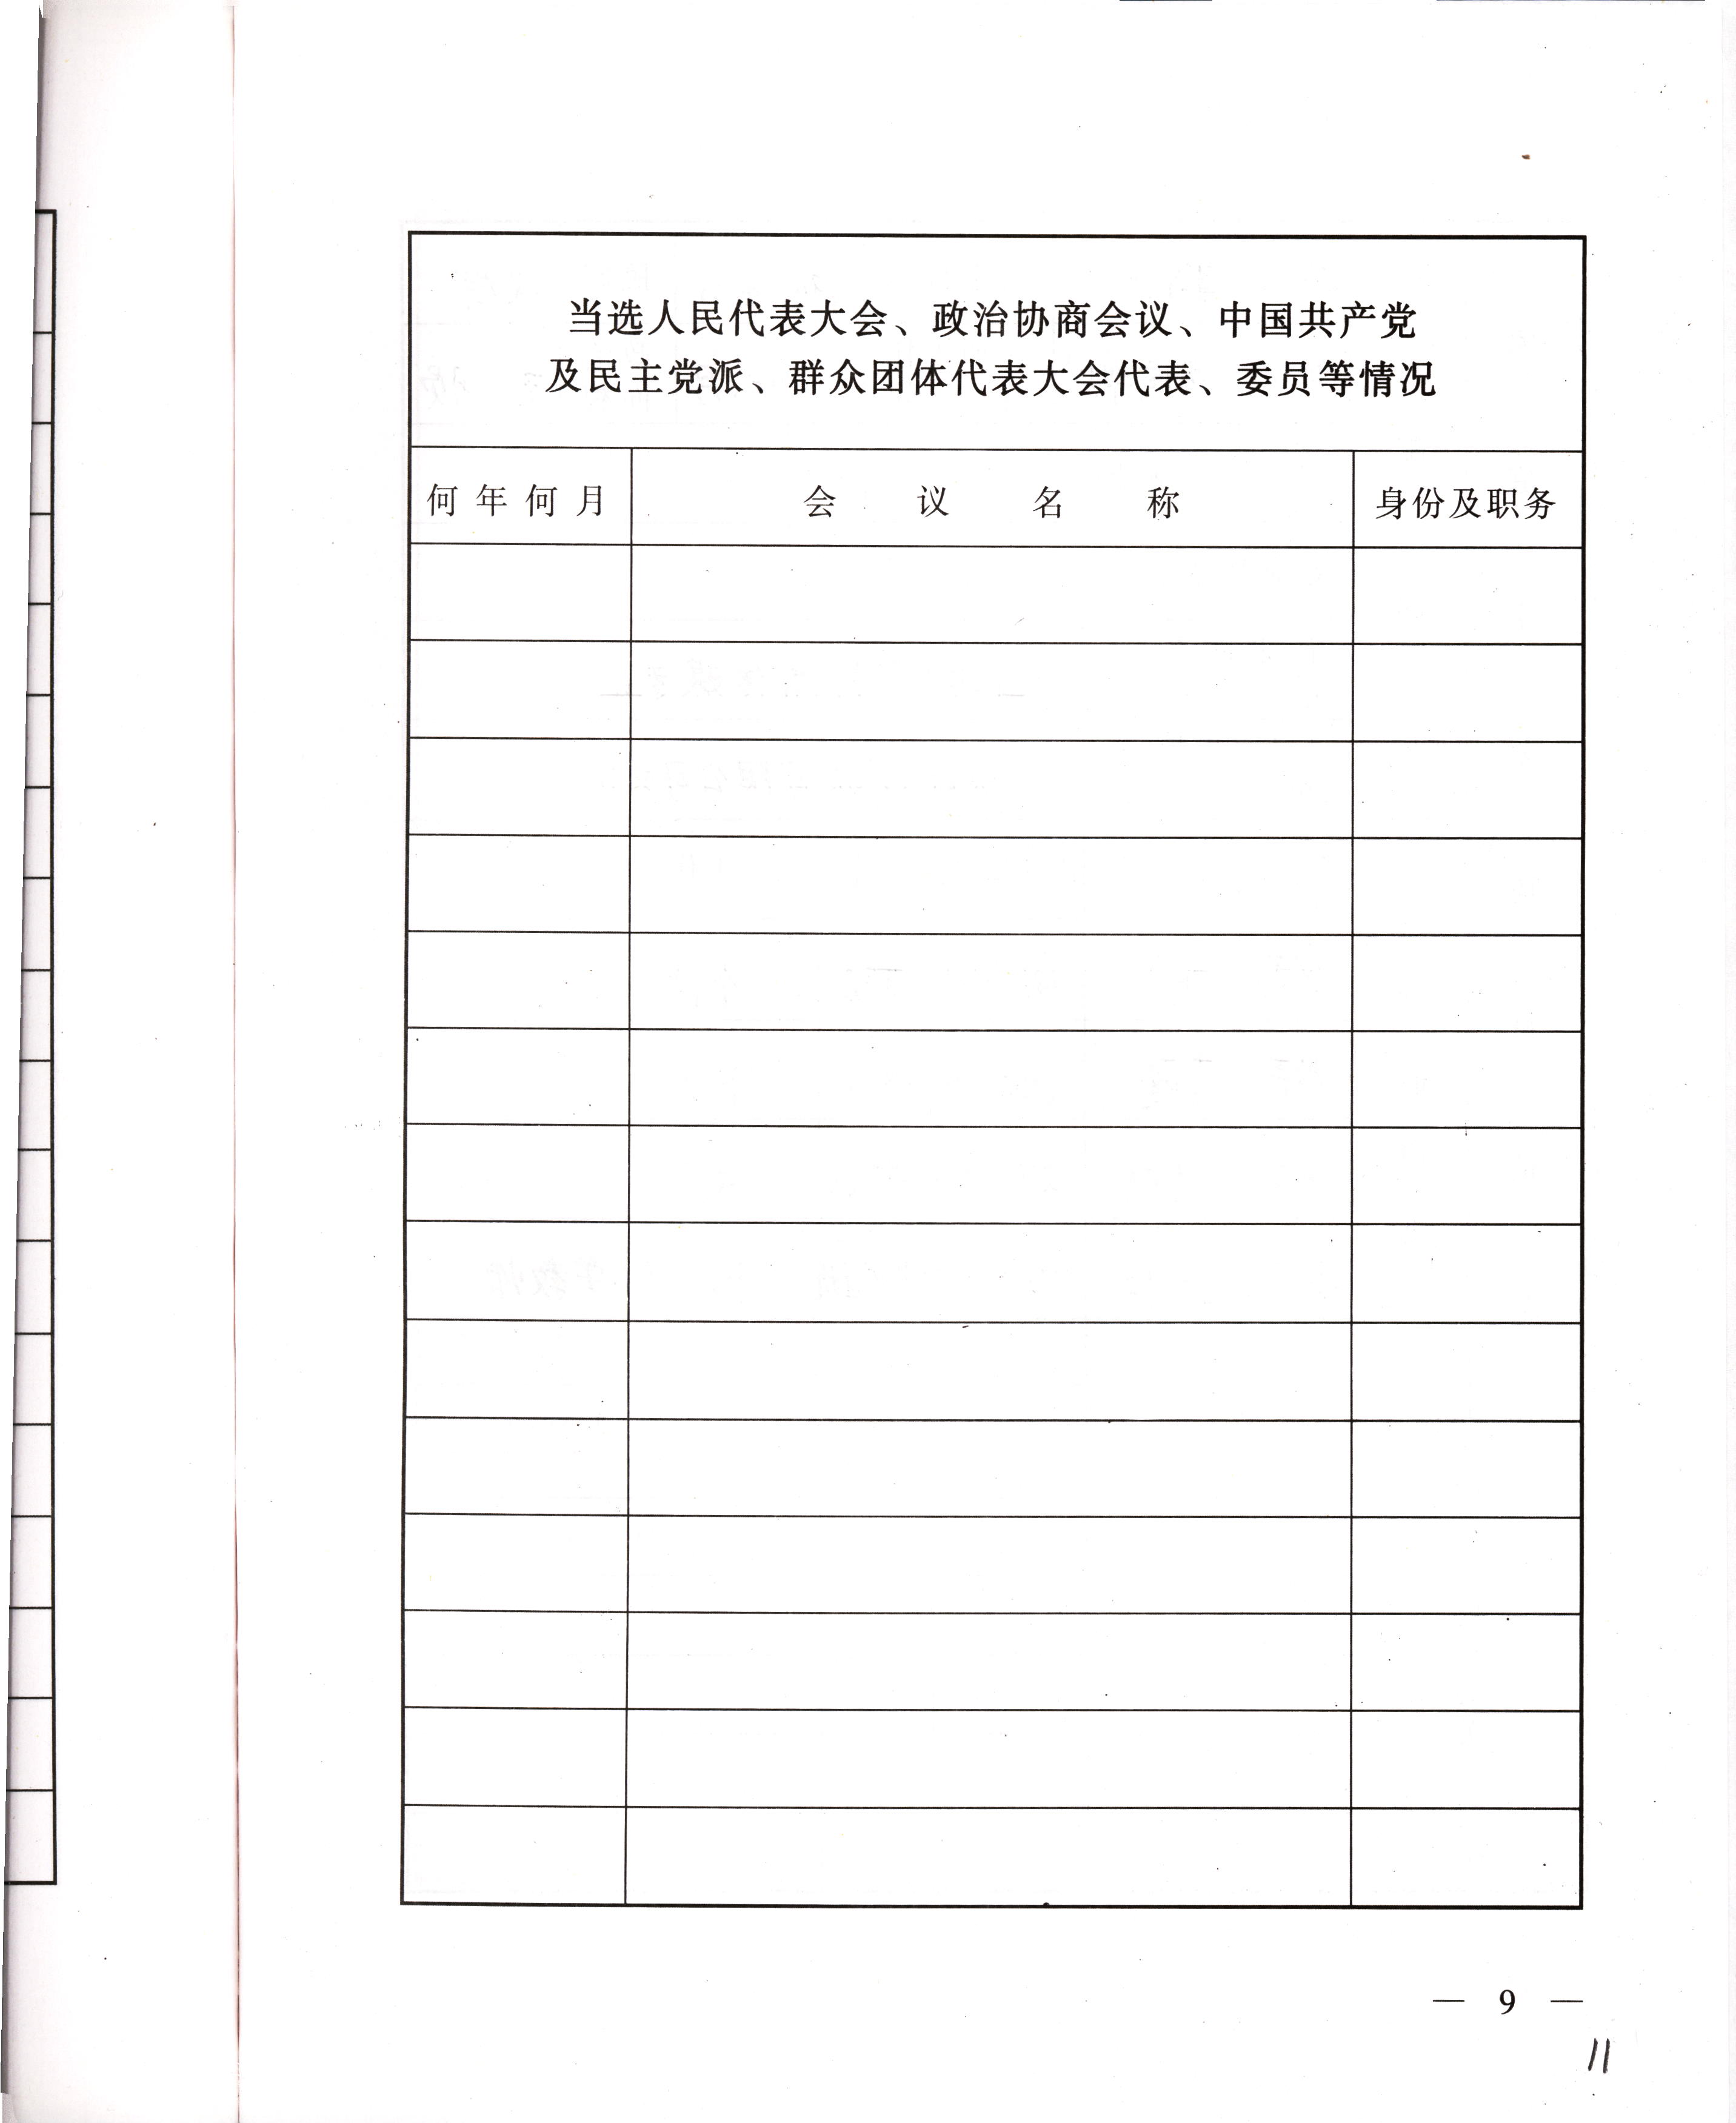 当选人民代表大会、政治协商会议、中国共产党
及民主党派、群众团体代表大会代表、委员等情况
何年何月 会议名称 身份及职务
— 9 —
11